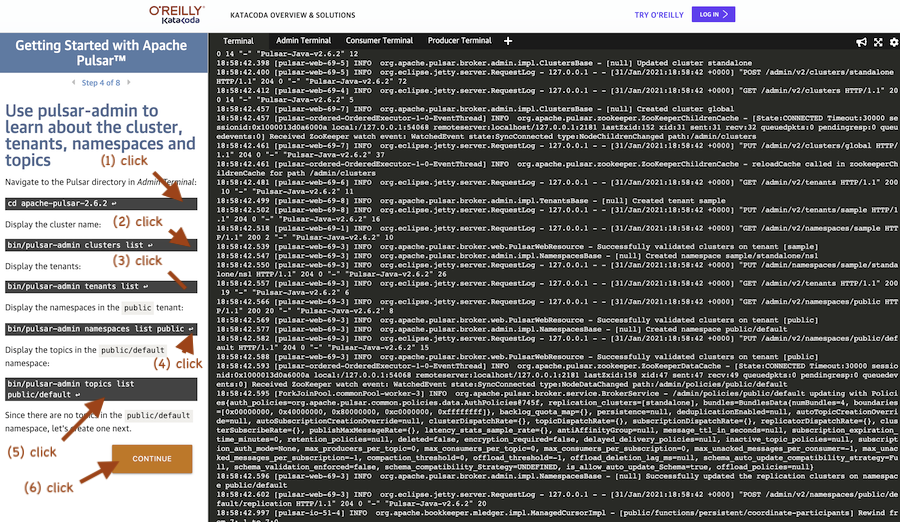 O'REILLY
Katacoda
KATACODA OVERVIEW & SOLUTIONS
TRY O'REILLY
LOG IN
Getting Started with Apache
Pulsar™
Step 4 of 8
Use pulsar-admin to
learn about the cluster,
tenants, namespaces and
topics
(1) click
Navigate to the Pulsar directory in Admin Terminal:
cd apache-pulsar-2.6.2 ↩
(2) click
Display the cluster name:
bin/pulsar-admin clusters list ↩
(3) click
Display the tenants:
bin/pulsar-admin tenants list ↩
Display the namespaces in the public tenant:
bin/pulsar-admin namespaces list public ↩
(4) click
Display the topics in the public/default
namespace:
bin/pulsar-admin topics list
public/default ↩
Since there are no topics in the public/default
namespace, let's create one next.
(5) click
CONTINUE
(6) click
Terminal
Admin Terminal
Consumer Terminal
Producer Terminal
+
0 14 "-" "Pulsar-Java-v2.6.2" 12
18:58:42.398 [pulsar-web-69-5] INFO  org.apache.pulsar.broker.admin.impl.ClustersBase - [null] Updated cluster standalone
18:58:42.400 [pulsar-web-69-5] INFO  org.eclipse.jetty.server.RequestLog - 127.0.0.1 - - [31/Jan/2021:18:58:42 +0000] "POST /admin/v2/clusters/standalone
HTTP/1.1" 204 0 "-" "Pulsar-Java-v2.6.2" 72
18:58:42.412 [pulsar-web-69-4] INFO  org.eclipse.jetty.server.RequestLog - 127.0.0.1 - - [31/Jan/2021:18:58:42 +0000] "GET /admin/v2/clusters HTTP/1.1" 20
0 14 "-" "Pulsar-Java-v2.6.2" 5
18:58:42.457 [pulsar-web-69-7] INFO  org.apache.pulsar.broker.admin.impl.ClustersBase - [null] Created cluster global
18:58:42.457 [pulsar-ordered-OrderedExecutor-1-0-EventThread] INFO  org.apache.pulsar.zookeeper.ZooKeeperChildrenCache - [State:CONNECTED Timeout:30000 se
ssionid:0x100013d0a6000a local:/127.0.0.1:54068 remoteserver:localhost/127.0.0.1:2181 lastZxid:152 xid:31 sent:31 recv:32 queuedpkts:0 pendingresp:0 queu
edevents:0] Received ZooKeeper watch event: WatchedEvent state:SyncConnected type:NodeChildrenChanged path:/admin/clusters
18:58:42.461 [pulsar-web-69-7] INFO  org.eclipse.jetty.server.RequestLog - 127.0.0.1 - - [31/Jan/2021:18:58:42 +0000] "PUT /admin/v2/clusters/global HTTP/
1.1" 204 0 "-" "Pulsar-Java-v2.6.2" 37
18:58:42.461 [pulsar-ordered-OrderedExecutor-1-0-EventThread] INFO  org.apache.pulsar.zookeeper.ZooKeeperChildrenCache - reloadCache called in zookeeperCh
ildrenCache for path /admin/clusters
18:58:42.481 [pulsar-web-69-6] INFO  org.eclipse.jetty.server.RequestLog - 127.0.0.1 - - [31/Jan/2021:18:58:42 +0000] "GET /admin/v2/tenants HTTP/1.1" 200
10 "-" "Pulsar-Java-v2.6.2" 11
18:58:42.499 [pulsar-web-69-8] INFO  org.apache.pulsar.broker.admin.impl.TenantsBase - [null] Created tenant sample
18:58:42.502 [pulsar-web-69-8] INFO  org.eclipse.jetty.server.RequestLog - 127.0.0.1 - - [31/Jan/2021:18:58:42 +0000] "PUT /admin/v2/tenants/sample HTTP/1
.1" 204 0 "-" "Pulsar-Java-v2.6.2" 16
18:58:42.518 [pulsar-web-69-1] INFO  org.eclipse.jetty.server.RequestLog - 127.0.0.1 - - [31/Jan/2021:18:58:42 +0000] "GET /admin/v2/namespaces/sample HTT
P/1.1" 200 2 "-" "Pulsar-Java-v2.6.2" 10
18:58:42.539 [pulsar-web-69-3] INFO  org.apache.pulsar.broker.web.PulsarWebResource - Successfully validated clusters on tenant [sample]
18:58:42.547 [pulsar-web-69-3] INFO  org.apache.pulsar.broker.admin.impl.NamespacesBase - [null] Created namespace sample/standalone/ns1
18:58:42.550 [pulsar-web-69-3] INFO  org.eclipse.jetty.server.RequestLog - 127.0.0.1 - - [31/Jan/2021:18:58:42 +0000] "PUT /admin/v2/namespaces/sample/stand
alone/ns1 HTTP/1.1" 204 0 "-" "Pulsar-Java-v2.6.2" 26
18:58:42.557 [pulsar-web-69-3] INFO  org.eclipse.jetty.server.RequestLog - 127.0.0.1 - - [31/Jan/2021:18:58:42 +0000] "GET /admin/v2/tenants HTTP/1.1" 200
19 "-" "Pulsar-Java-v2.6.2" 6
18:58:42.566 [pulsar-web-69-3] INFO  org.eclipse.jetty.server.RequestLog - 127.0.0.1 - - [31/Jan/2021:18:58:42 +0000] "GET /admin/v2/namespaces/public HTT
P/1.1" 200 20 "-" "Pulsar-Java-v2.6.2" 8
18:58:42.569 [pulsar-web-69-3] INFO  org.apache.pulsar.broker.web.PulsarWebResource - Successfully validated clusters on tenant [public]
18:58:42.577 [pulsar-web-69-3] INFO  org.apache.pulsar.broker.admin.impl.NamespacesBase - [null] Created namespace public/default
18:58:42.582 [pulsar-web-69-3] INFO  org.eclipse.jetty.server.RequestLog - 127.0.0.1 - - [31/Jan/2021:18:58:42 +0000] "PUT /admin/v2/namespaces/public/def
ault HTTP/1.1" 204 0 "-" "Pulsar-Java-v2.6.2" 15
18:58:42.588 [pulsar-web-69-3] INFO  org.apache.pulsar.broker.web.PulsarWebResource - Successfully validated clusters on tenant [public]
18:58:42.593 [pulsar-ordered-OrderedExecutor-1-0-EventThread] INFO  org.apache.pulsar.zookeeper.ZooKeeperDataCache - [State:CONNECTED Timeout:30000 sessio
nid:0x100013d0a6000a local:/127.0.0.1:54068 remoteserver:localhost/127.0.0.1:2181 lastZxid:158 xid:47 sent:47 recv:49 queuedpkts:0 pendingresp:0 queuedev
ents:0] Received ZooKeeper watch event: WatchedEvent state:SyncConnected type:NodeDataChanged path:/admin/policies/public/default
18:58:42.595 [ForkJoinPool.commonPool-worker-3] INFO  org.apache.pulsar.broker.service.BrokerService - /admin/policies/public/default updating with Polici
es{auth_policies=org.apache.pulsar.common.policies.data.AuthPolicies@745f, replication_clusters=[standalone], bundles=BundlesData{numBundles=4, boundaries
=[0x00000000, 0x40000000, 0x80000000, 0xc0000000, 0xffffffff]}, backlog_quota_map={}, persistence=null, deduplicationEnabled=null, autoTopicCreationOverri
de=null, autoSubscriptionCreationOverride=null, clusterDispatchRate={}, topicDispatchRate={}, subscriptionDispatchRate={}, replicatorDispatchRate={}, clus
terSubscribeRate={}, publishMaxMessageRate={}, latency_stats_sample_rate={}, antiAffinityGroup=null, message_ttl_in_seconds=null, subscription_expiration_
time_minutes=0, retention_policies=null, deleted=false, encryption_required=false, delayed_delivery_policies=null, inactive_topic_policies=null, subscript
ion_auth_mode=None, max_producers_per_topic=0, max_consumers_per_topic=0, max_consumers_per_subscription=0, max_unacked_messages_per_consumer=-1, max_unac
ked_messages_per_subscription=-1, compaction_threshold=0, offload_threshold=-1, offload_deletion_lag_ms=null, schema_auto_update_compatibility_strategy=Fu
ll, schema_validation_enforced=false, schema_compatibility_Strategy=UNDEFINED, is_allow_auto_update_Schema=true, offload_policies=null}
18:58:42.596 [pulsar-web-69-3] INFO  org.apache.pulsar.broker.admin.impl.NamespacesBase - [null] Successfully updated the replication clusters on namespac
e public/default
18:58:42.602 [pulsar-web-69-3] INFO  org.eclipse.jetty.server.RequestLog - 127.0.0.1 - - [31/Jan/2021:18:58:42 +0000] "POST /admin/v2/namespaces/public/de
fault/replication HTTP/1.1" 204 0 "-" "Pulsar-Java-v2.6.2" 20
18:58:42.997 [pulsar-io-51-4] INFO  org.apache.bookkeeper.mledger.impl.ManagedCursorImpl - [public/functions/persistent/coordinate-participants] Rewind fr